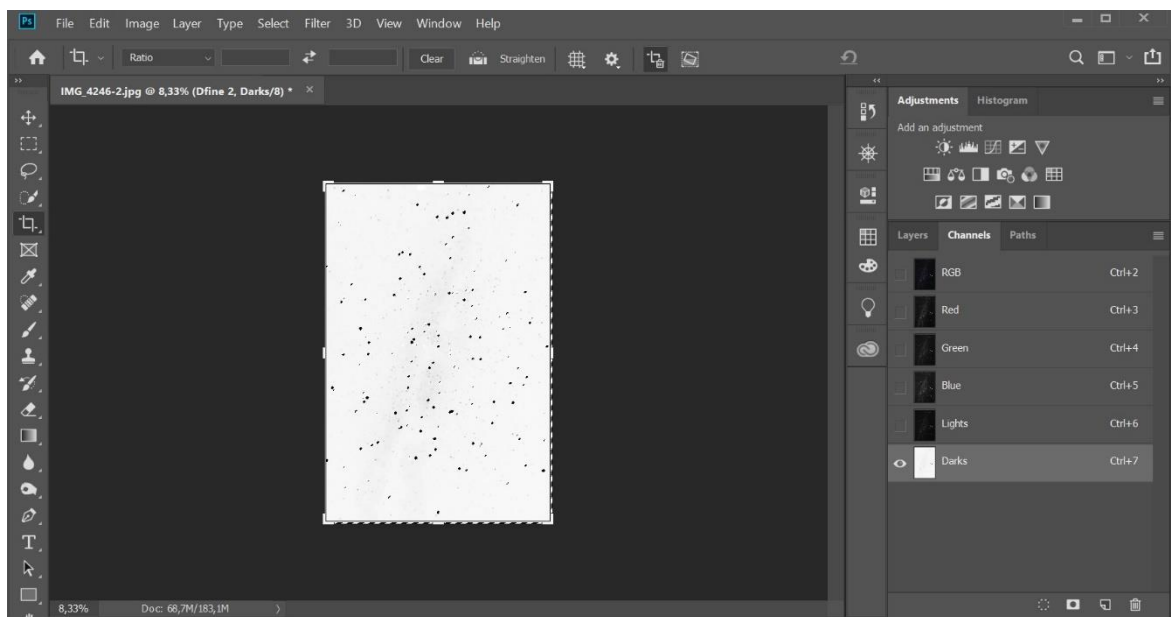 Ps File Edit Image Layer Type Select Filter 3D View Window Help
Ratio Clear Straighten
IMG_4246-2.jpg @ 8,33% (Dfine 2, Darks/8) *
Adjustments Histogram
Add an adjustment
Layers Channels Paths
RGB Ctrl+2
Red Ctrl+3
Green Ctrl+4
Blue Ctrl+5
Lights Ctrl+6
Darks Ctrl+7
8,33% Doc: 68,7M/183,1M